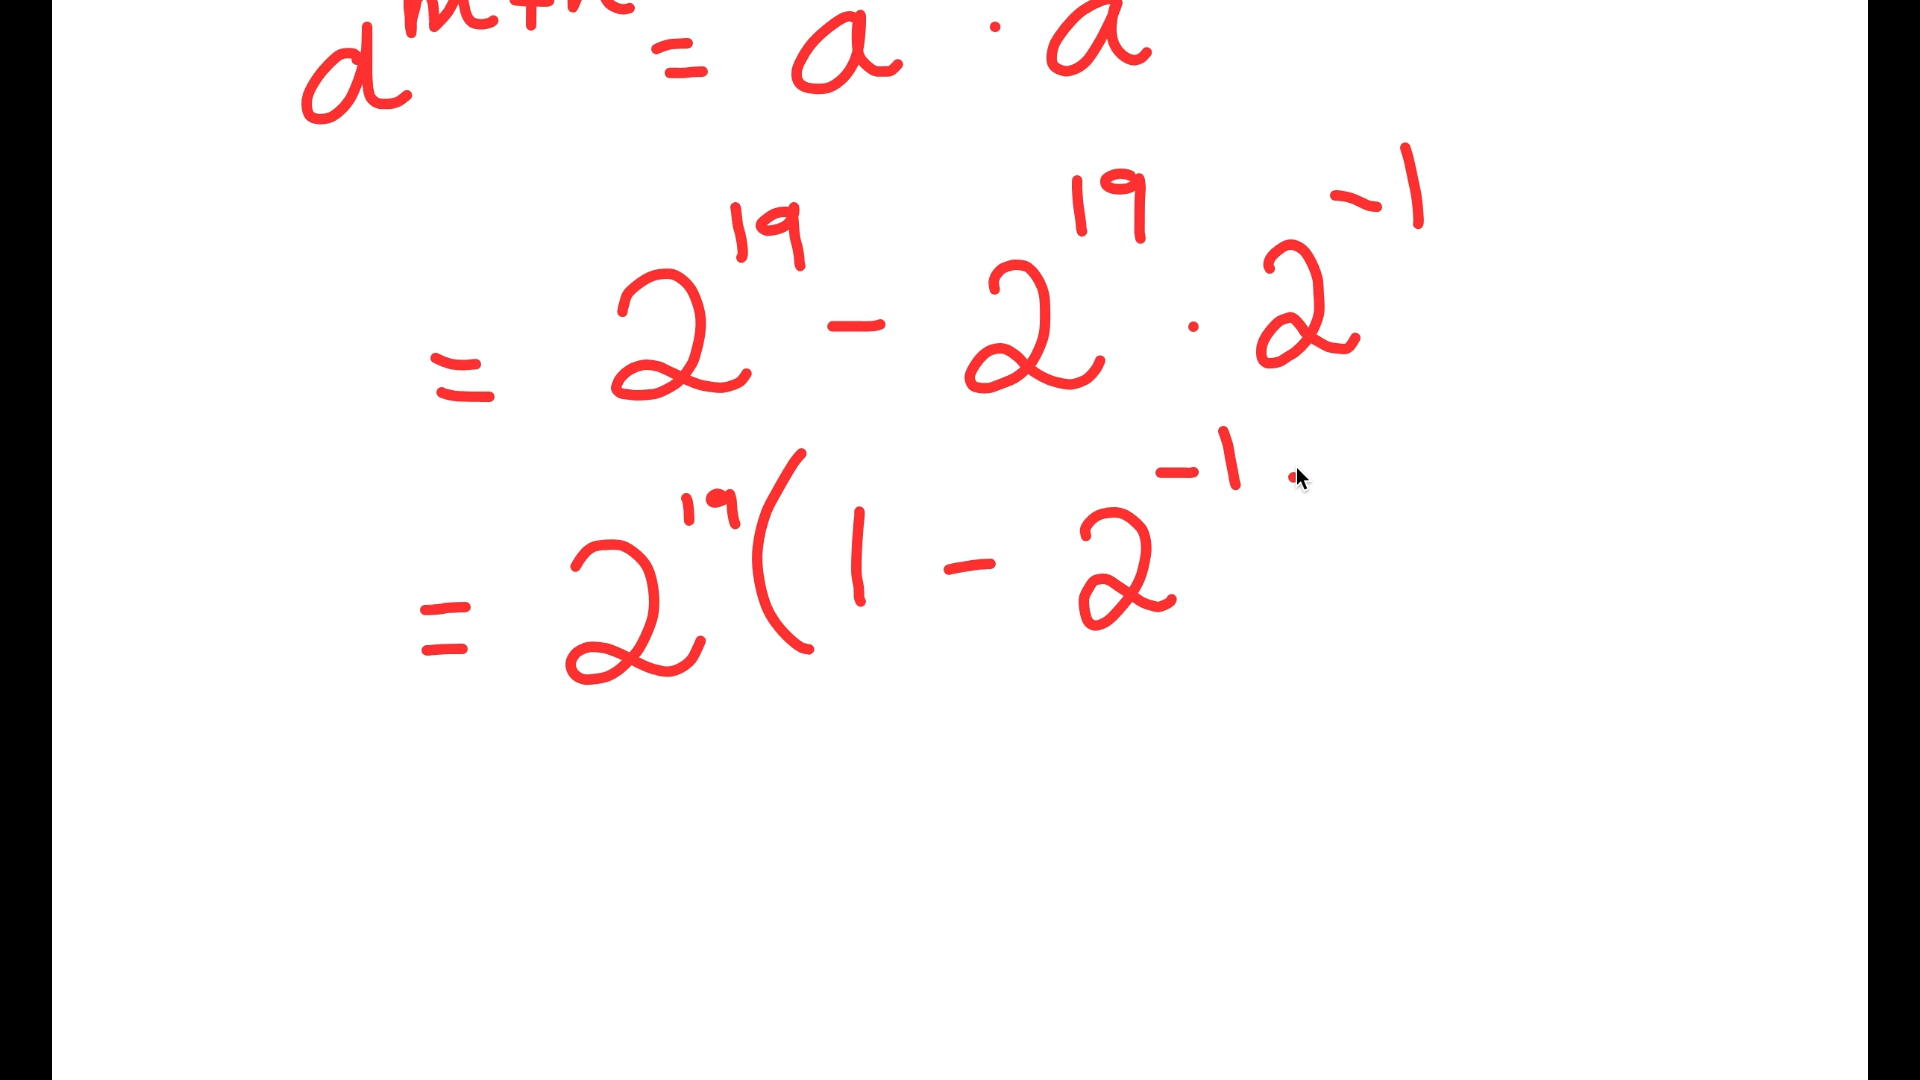 a^{m+n} = a · a
= 2^{19} - 2^{19} · 2^{-1}
= 2^{19}(1 - 2^{-1}